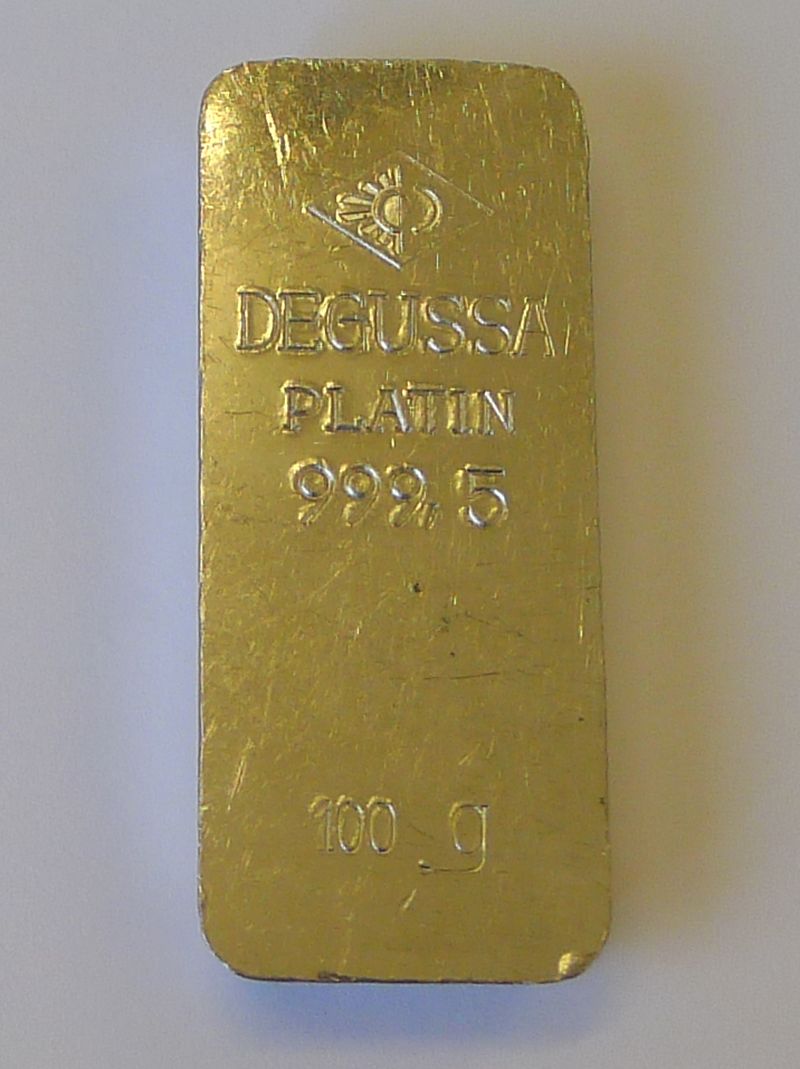 DEGUSSA
PLATIN
999,5
100 g